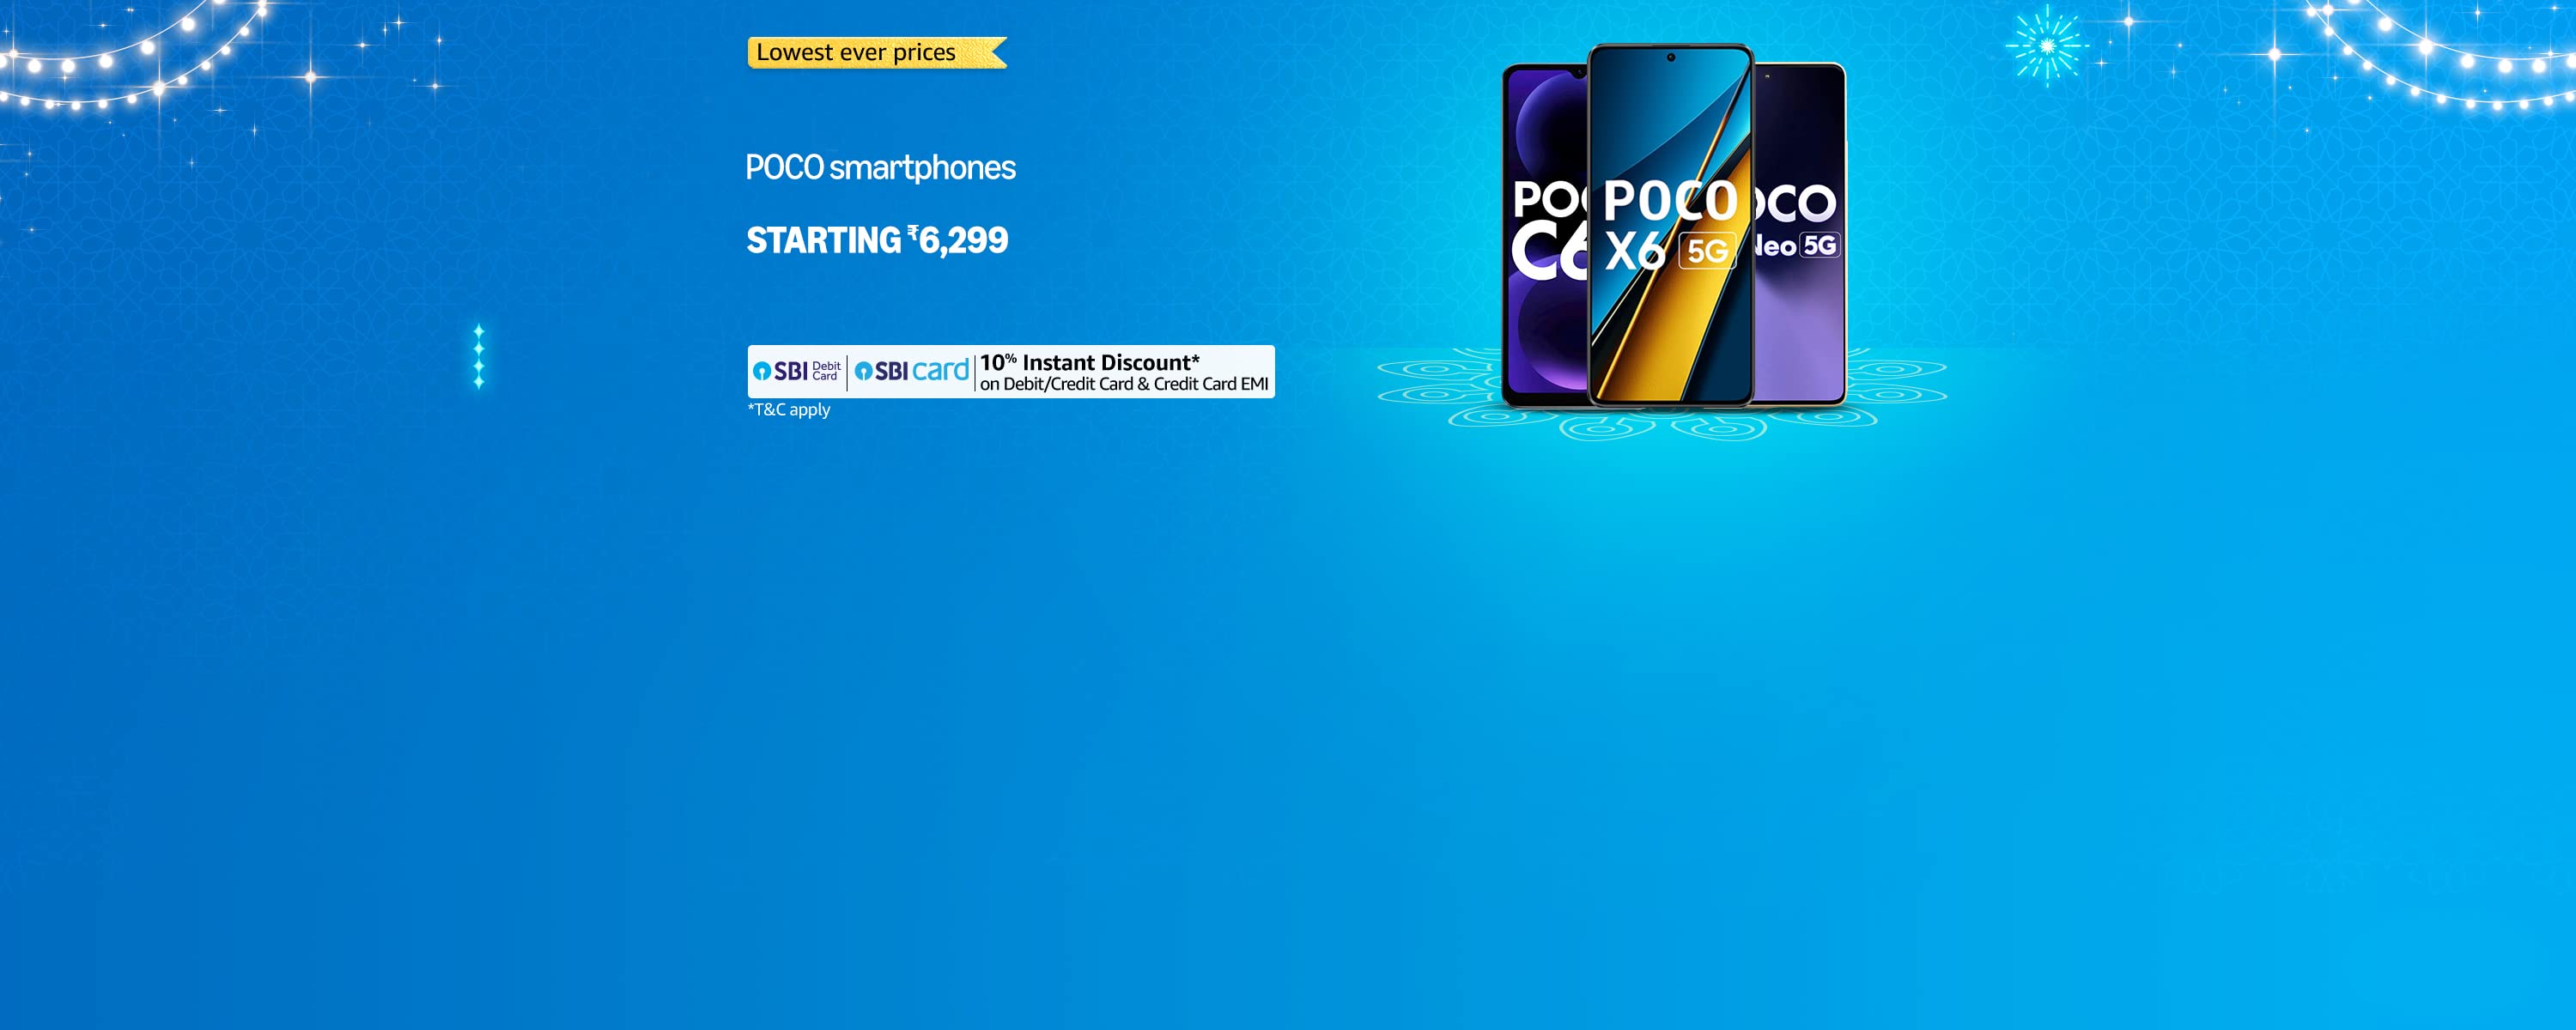 Lowest ever prices
POCO smartphones
STARTING ₹6,299
SBI Debit Card
SBI card
10% Instant Discount*
on Debit/Credit Card & Credit Card EMI
*T&C apply
POCO
X6 5G
Neo 5G